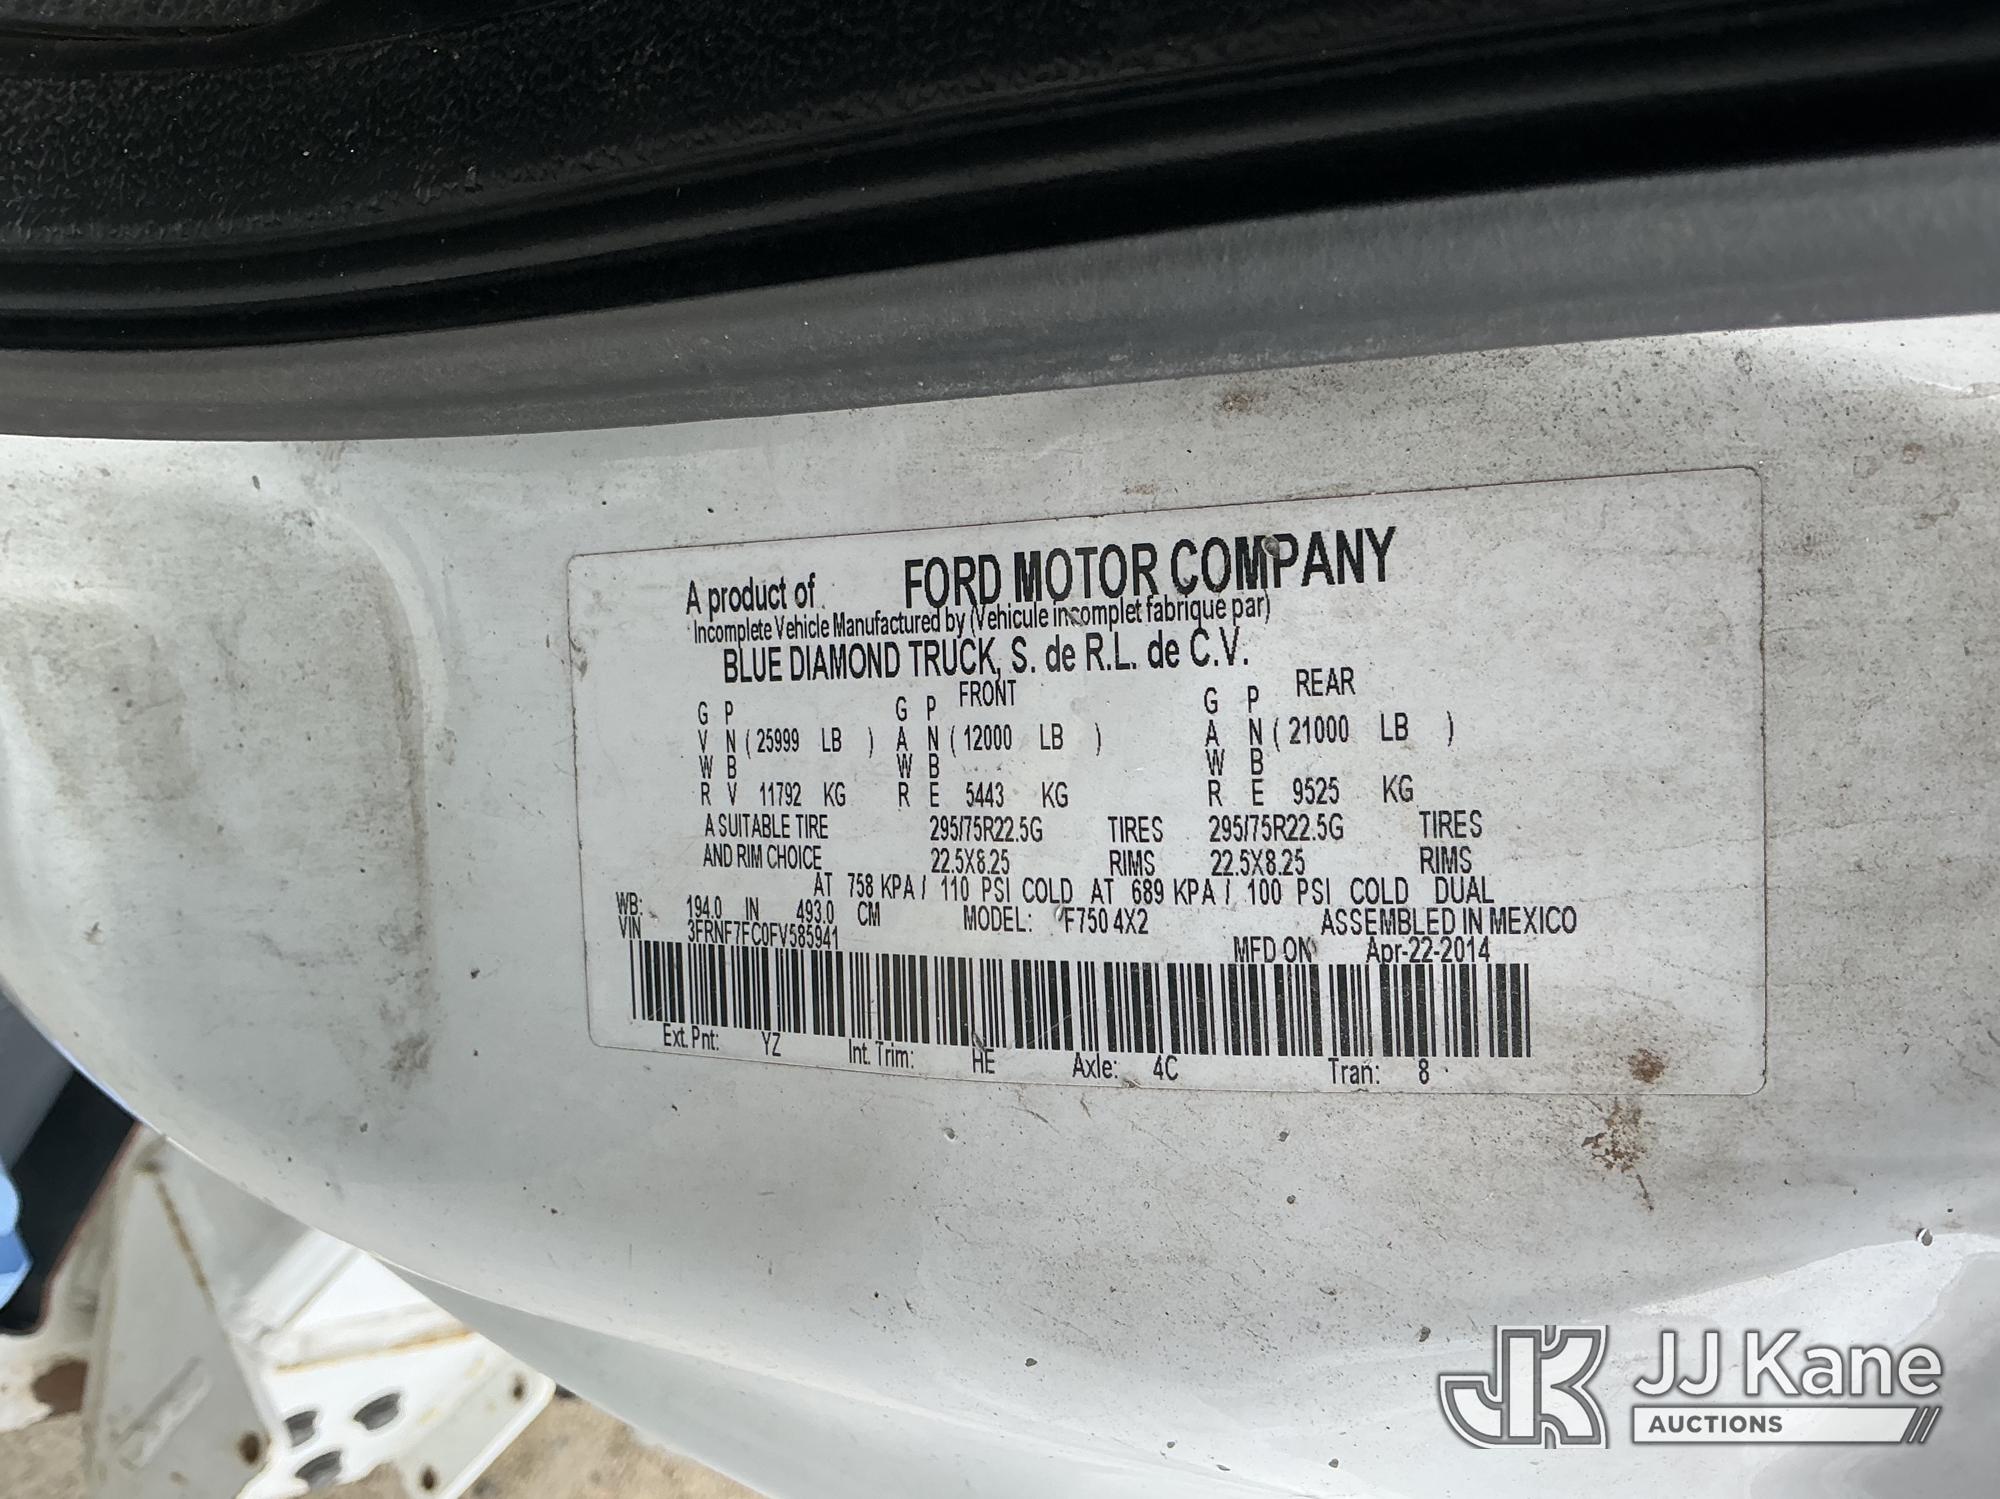 A product of FORD MOTOR COMPANY
Incomplete Vehicle Manufactured by (Vehicule incomplet fabrique par)
BLUE DIAMOND TRUCK, S. de R.L. de C.V.
FRONT REAR
G P G P G P
V N ( 25999 LB ) A N ( 12000 LB ) A N ( 21000 LB )
W B W B W B
R V 11792 KG R E 5443 KG R E 9525 KG
A SUITABLE TIRE 295/75R22.5G TIRES 295/75R22.5G TIRES
AND RIM CHOICE 22.5X8.25 RIMS 22.5X8.25 RIMS
AT 758 KPA / 110 PSI COLD AT 689 KPA / 100 PSI COLD DUAL
WB: 194.0 IN 493.0 CM MODEL: F750 4X2 ASSEMBLED IN MEXICO
VIN 3FRNF7FC0FV585941 MFD ON Apr-22-2014
Ext. Pnt: YZ Int. Trim: HE Axle: 4C Tran: 8
JK JJ Kane
AUCTIONS